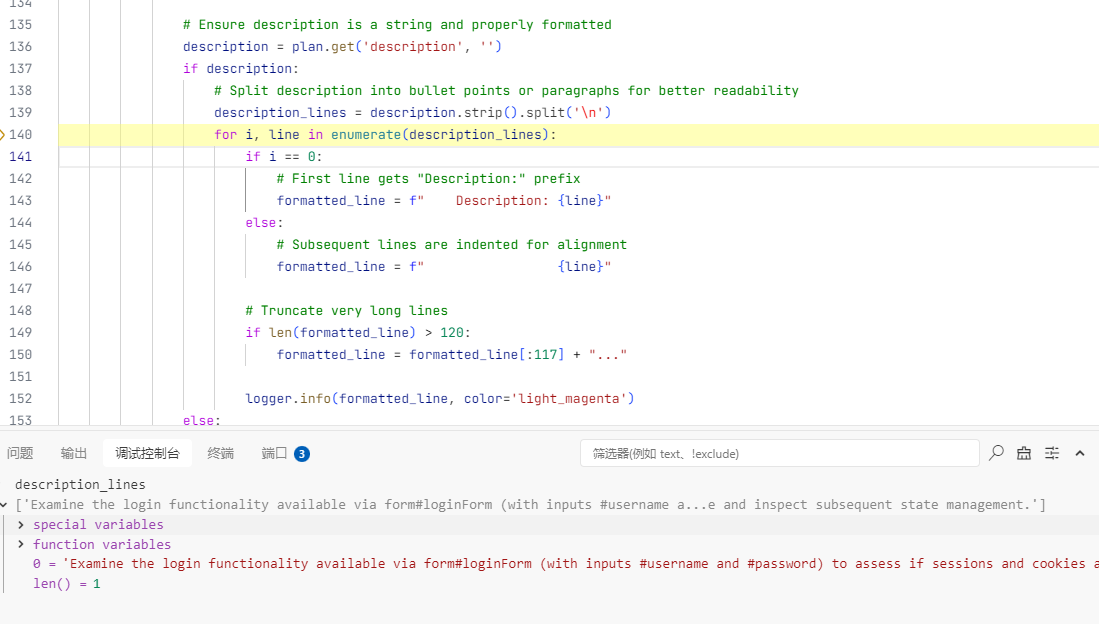 134
135 # Ensure description is a string and properly formatted
136 description = plan.get('description', '')
137 if description:
138 # Split description into bullet points or paragraphs for better readability
139 description_lines = description.strip().split('\n')
140 for i, line in enumerate(description_lines):
141 if i == 0:
142 # First line gets "Description:" prefix
143 formatted_line = f"    Description: {line}"
144 else:
145 # Subsequent lines are indented for alignment
146 formatted_line = f"                 {line}"
147
148 # Truncate very long lines
149 if len(formatted_line) > 120:
150 formatted_line = formatted_line[:117] + "..."
151
152 logger.info(formatted_line, color='light_magenta')
153 else:
问题 输出 调试控制台 终端 端口 3 筛选器(例如 text、!exclude)
description_lines
['Examine the login functionality available via form#loginForm (with inputs #username a...e and inspect subsequent state management.']
special variables
function variables
0 = 'Examine the login functionality available via form#loginForm (with inputs #username and #password) to assess if sessions and cookies a
len() = 1